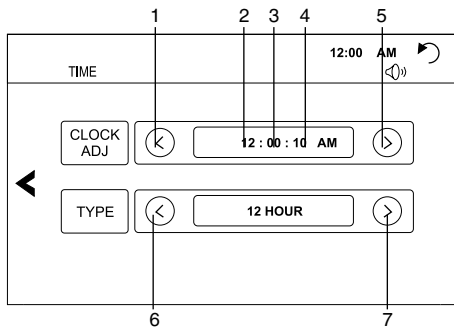 1 2 3 4 5
12:00 AM
TIME
CLOCK
ADJ
12 : 00 : 10 AM
TYPE
12 HOUR
6 7